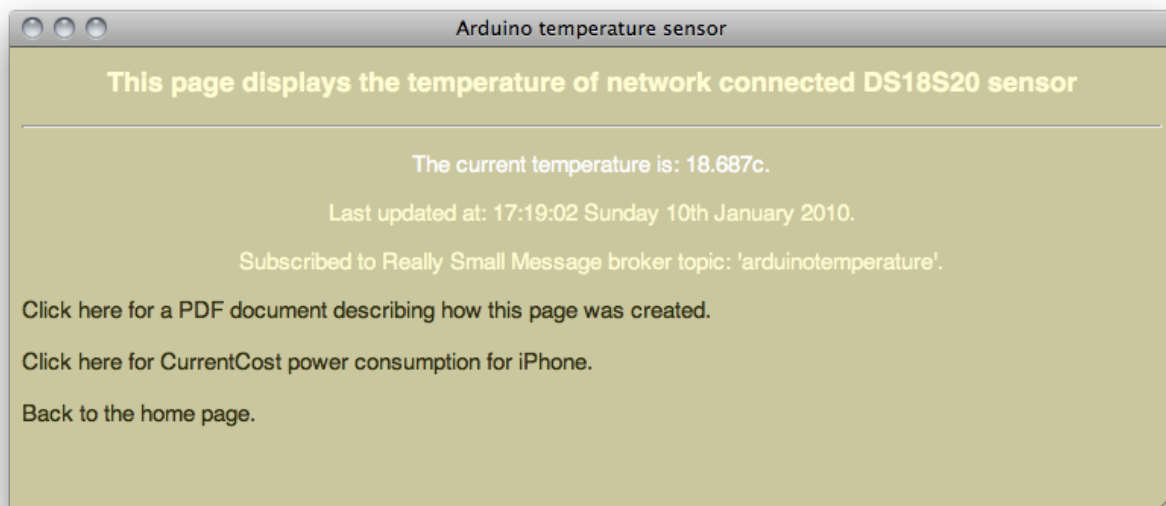 Arduino temperature sensor
This page displays the temperature of network connected DS18S20 sensor
The current temperature is: 18.687c.
Last updated at: 17:19:02 Sunday 10th January 2010.
Subscribed to Really Small Message broker topic: 'arduinotemperature'.
Click here for a PDF document describing how this page was created.
Click here for CurrentCost power consumption for iPhone.
Back to the home page.